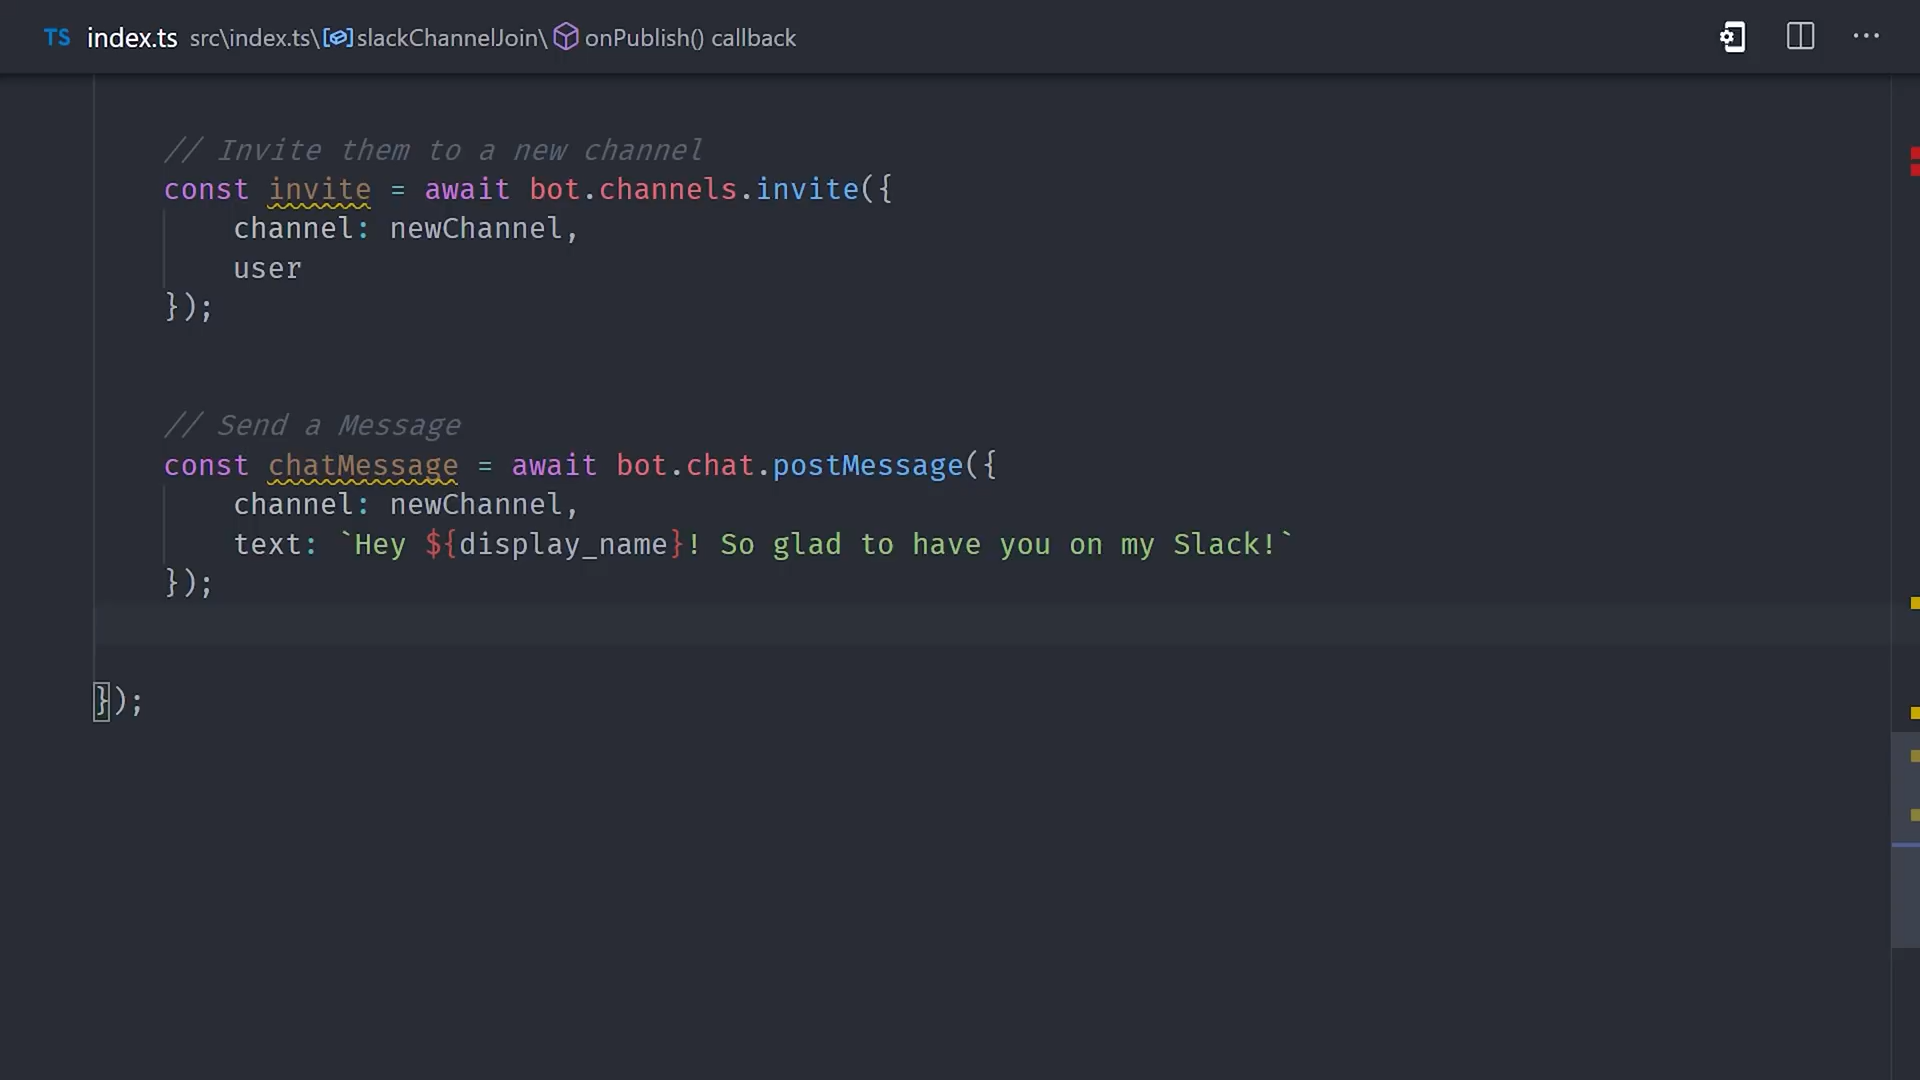 TS index.ts src\index.ts\slackChannelJoin\onPublish() callback
// Invite them to a new channel
const invite = await bot.channels.invite({
channel: newChannel,
user
});
// Send a Message
const chatMessage = await bot.chat.postMessage({
channel: newChannel,
text: `Hey ${display_name}! So glad to have you on my Slack!`
});
});